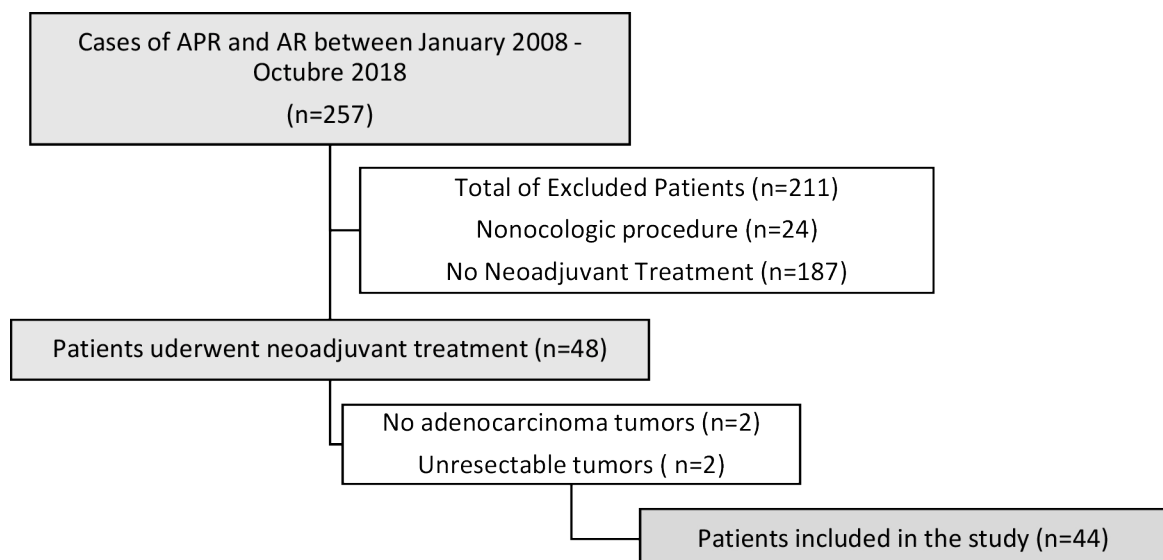 Cases of APR and AR between January 2008 -
Octubre 2018
(n=257)
Total of Excluded Patients (n=211)
Nonocologic procedure (n=24)
No Neoadjuvant Treatment (n=187)
Patients uderwent neoadjuvant treatment (n=48)
No adenocarcinoma tumors (n=2)
Unresectable tumors ( n=2)
Patients included in the study (n=44)